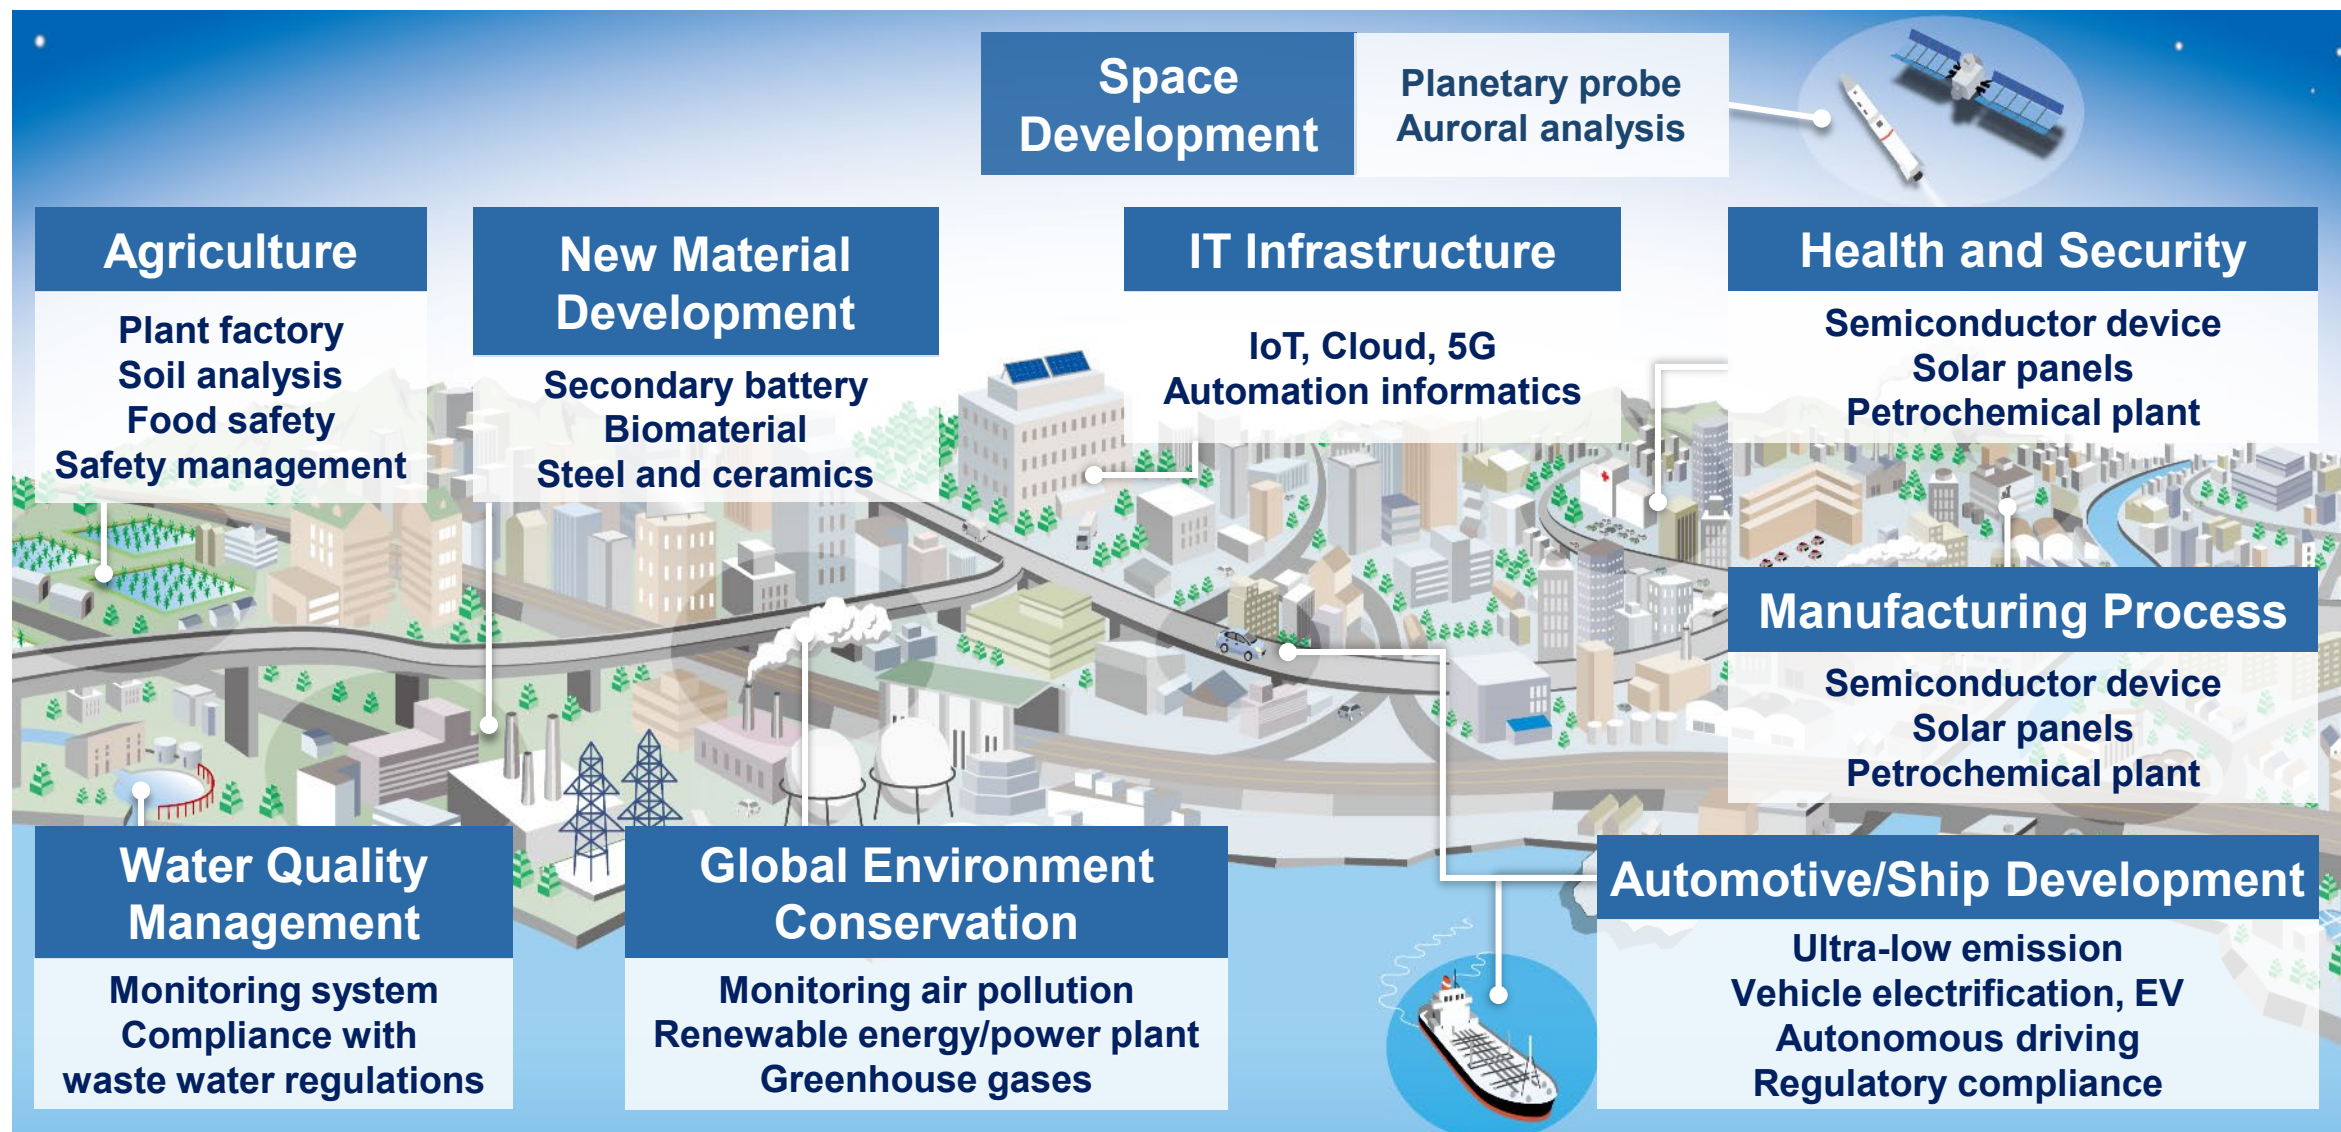 Space
Development
Planetary probe
Auroral analysis
Agriculture
Plant factory
Soil analysis
Food safety
Safety management
New Material
Development
Secondary battery
Biomaterial
Steel and ceramics
IT Infrastructure
IoT, Cloud, 5G
Automation informatics
Health and Security
Semiconductor device
Solar panels
Petrochemical plant
Manufacturing Process
Semiconductor device
Solar panels
Petrochemical plant
Water Quality
Management
Monitoring system
Compliance with
waste water regulations
Global Environment
Conservation
Monitoring air pollution
Renewable energy/power plant
Greenhouse gases
Automotive/Ship Development
Ultra-low emission
Vehicle electrification, EV
Autonomous driving
Regulatory compliance